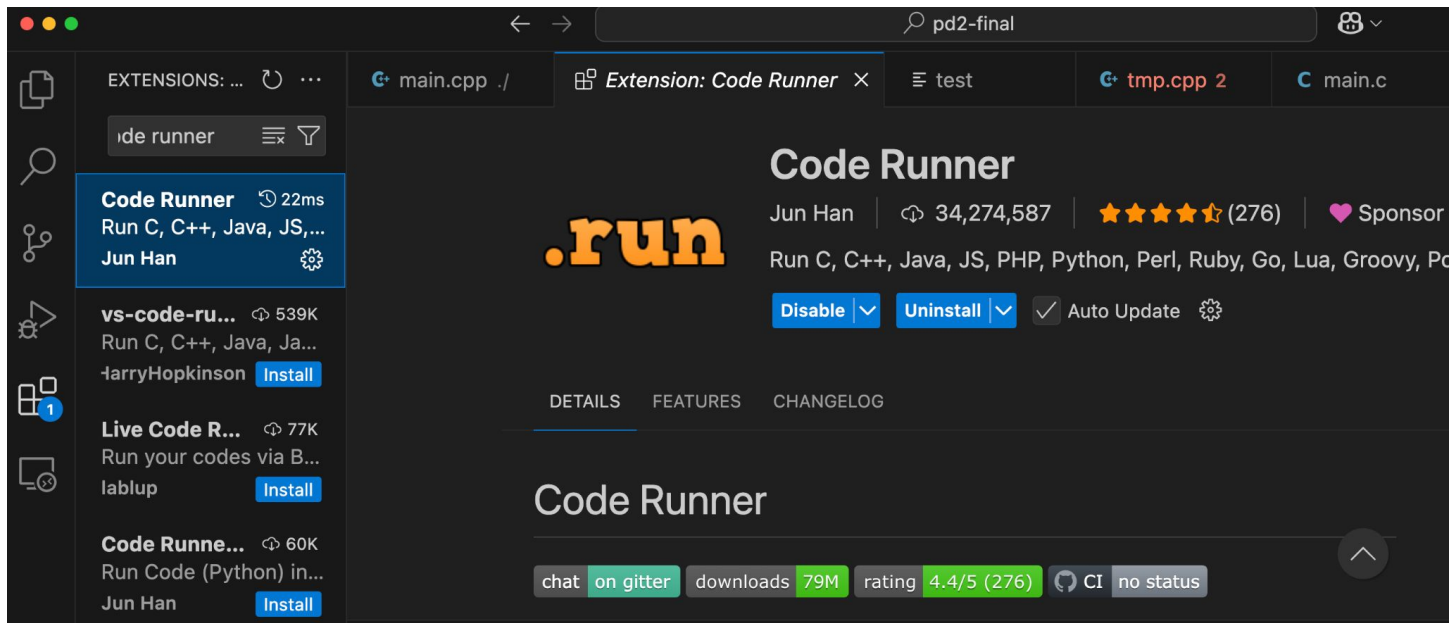 pd2-final
EXTENSIONS: ...
ode runner
Code Runner 22ms
Run C, C++, Java, JS,...
Jun Han
vs-code-ru... 539K
Run C, C++, Java, Ja...
HarryHopkinson Install
Live Code R... 77K
Run your codes via B...
lablup Install
Code Runne... 60K
Run Code (Python) in...
Jun Han Install
1
main.cpp ./
Extension: Code Runner
test
tmp.cpp 2
C main.c
Code Runner
Jun Han 34,274,587 (276) Sponsor
.run
Run C, C++, Java, JS, PHP, Python, Perl, Ruby, Go, Lua, Groovy, Po
Disable Uninstall Auto Update
DETAILS FEATURES CHANGELOG
Code Runner
chat on gitter downloads 79M rating 4.4/5 (276) CI no status